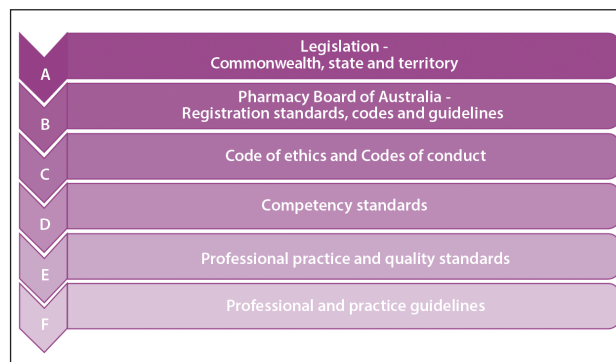 Legislation -
Commonwealth, state and territory
A
Pharmacy Board of Australia -
Registration standards, codes and guidelines
B
Code of ethics and Codes of conduct
C
Competency standards
D
Professional practice and quality standards
E
Professional and practice guidelines
F